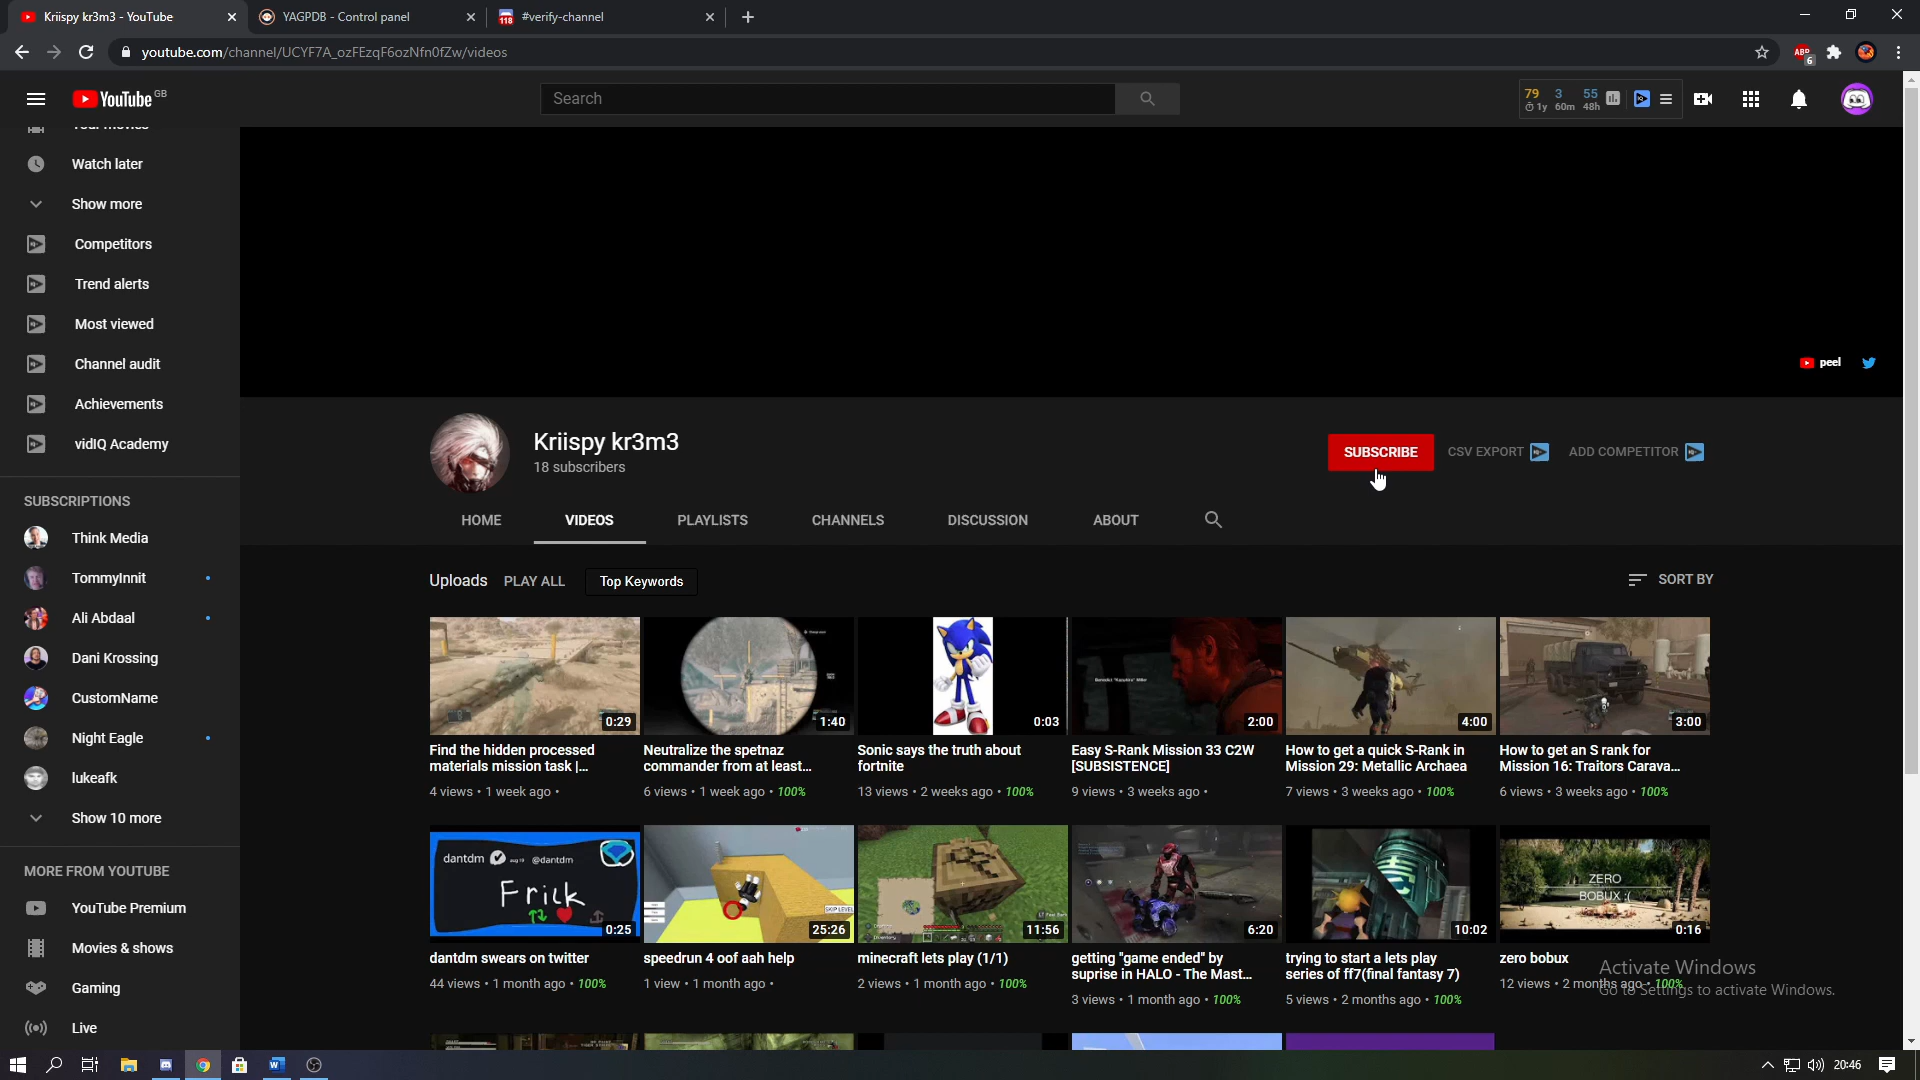 Kriispy kr3m3 - YouTube
YAGPDB - Control panel
118
#verify-channel
youtube.com/channel/UCYF7A_ozFEzqF6ozNfn0fZw/videos
ABP
6
YouTube GB
Search
79 3 55
1y 60m 48h
Your movies
Watch later
Show more
Competitors
Trend alerts
Most viewed
Channel audit
Achievements
vidIQ Academy
SUBSCRIPTIONS
Think Media
TommyInnit
Ali Abdaal
Dani Krossing
CustomName
Night Eagle
lukeafk
Show 10 more
MORE FROM YOUTUBE
YouTube Premium
Movies & shows
Gaming
Live
peel
Kriispy kr3m3
18 subscribers
SUBSCRIBE
CSV EXPORT
ADD COMPETITOR
HOME
VIDEOS
PLAYLISTS
CHANNELS
DISCUSSION
ABOUT
Uploads
PLAY ALL
Top Keywords
SORT BY
0:29
Find the hidden processed
materials mission task |...
4 views • 1 week ago •
1:40
Neutralize the spetnaz
commander from at least...
6 views • 1 week ago • 100%
0:03
Sonic says the truth about
fortnite
13 views • 2 weeks ago • 100%
2:00
Easy S-Rank Mission 33 C2W
[SUBSISTENCE]
9 views • 3 weeks ago •
4:00
How to get a quick S-Rank in
Mission 29: Metallic Archaea
7 views • 3 weeks ago • 100%
3:00
How to get an S rank for
Mission 16: Traitors Carava...
6 views • 3 weeks ago • 100%
dantdm
@dantdm
Frick
0:25
dantdm swears on twitter
44 views • 1 month ago • 100%
SKIP LEVEL
25:26
speedrun 4 oof aah help
1 view • 1 month ago •
11:56
minecraft lets play (1/1)
2 views • 1 month ago • 100%
6:20
getting "game ended" by
suprise in HALO - The Mast...
3 views • 1 month ago • 100%
10:02
trying to start a lets play
series of ff7(final fantasy 7)
5 views • 2 months ago • 100%
ZERO
BOBUX :(
0:16
zero bobux
12 views • 2 months ago • 100%
Activate Windows
Go to Settings to activate Windows.
20:46